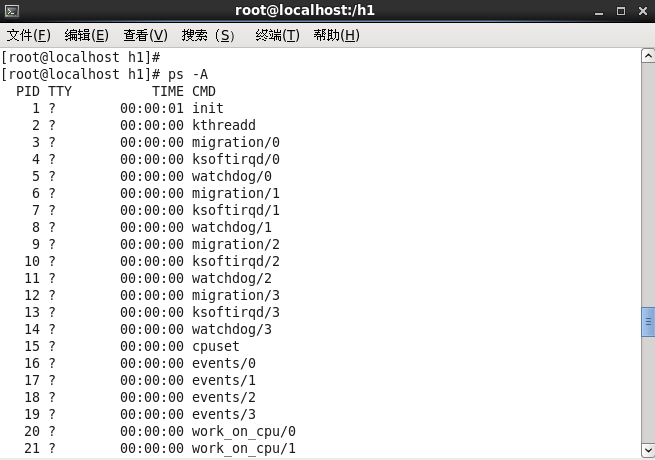 root@localhost:/h1
文件(F) 编辑(E) 查看(V) 搜索 (S) 终端(T) 帮助(H)
[root@localhost h1]#
[root@localhost h1]# ps -A
PID TTY TIME CMD
1 ? 00:00:01 init
2 ? 00:00:00 kthreadd
3 ? 00:00:00 migration/0
4 ? 00:00:00 ksoftirqd/0
5 ? 00:00:00 watchdog/0
6 ? 00:00:00 migration/1
7 ? 00:00:00 ksoftirqd/1
8 ? 00:00:00 watchdog/1
9 ? 00:00:00 migration/2
10 ? 00:00:00 ksoftirqd/2
11 ? 00:00:00 watchdog/2
12 ? 00:00:00 migration/3
13 ? 00:00:00 ksoftirqd/3
14 ? 00:00:00 watchdog/3
15 ? 00:00:00 cpuset
16 ? 00:00:00 events/0
17 ? 00:00:00 events/1
18 ? 00:00:00 events/2
19 ? 00:00:00 events/3
20 ? 00:00:00 work_on_cpu/0
21 ? 00:00:00 work_on_cpu/1